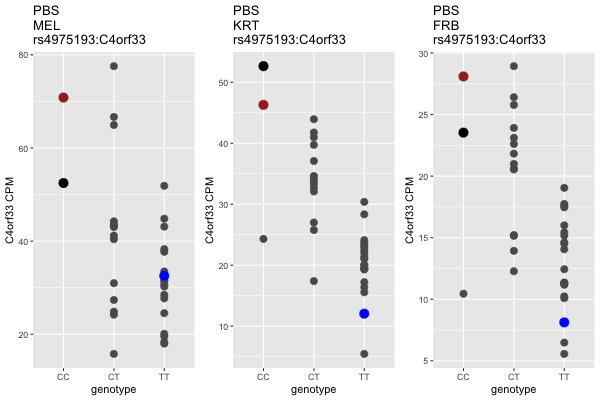 PBS
MEL
rs4975193:C4orf33
C4orf33 CPM
80
60
40
20
CC CT TT
genotype
PBS
KRT
rs4975193:C4orf33
C4orf33 CPM
50
40
30
20
10
CC CT TT
genotype
PBS
FRB
rs4975193:C4orf33
C4orf33 CPM
30
25
20
15
10
5
CC CT TT
genotype